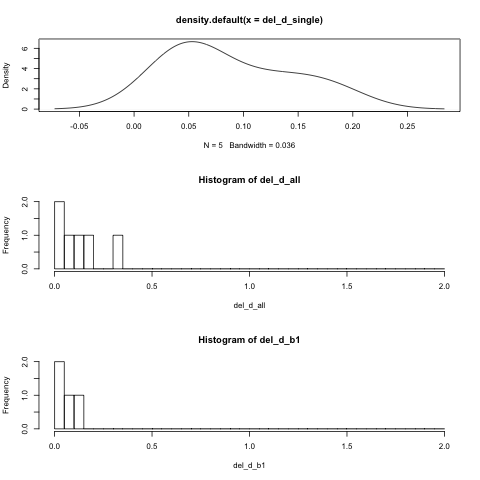 density.default(x = del_d_single)
Density
0 2 4 6
-0.05 0.00 0.05 0.10 0.15 0.20 0.25
N = 5 Bandwidth = 0.036
Histogram of del_d_all
Frequency
0.0 1.0 2.0
0.0 0.5 1.0 1.5 2.0
del_d_all
Histogram of del_d_b1
Frequency
0.0 1.0 2.0
0.0 0.5 1.0 1.5 2.0
del_d_b1